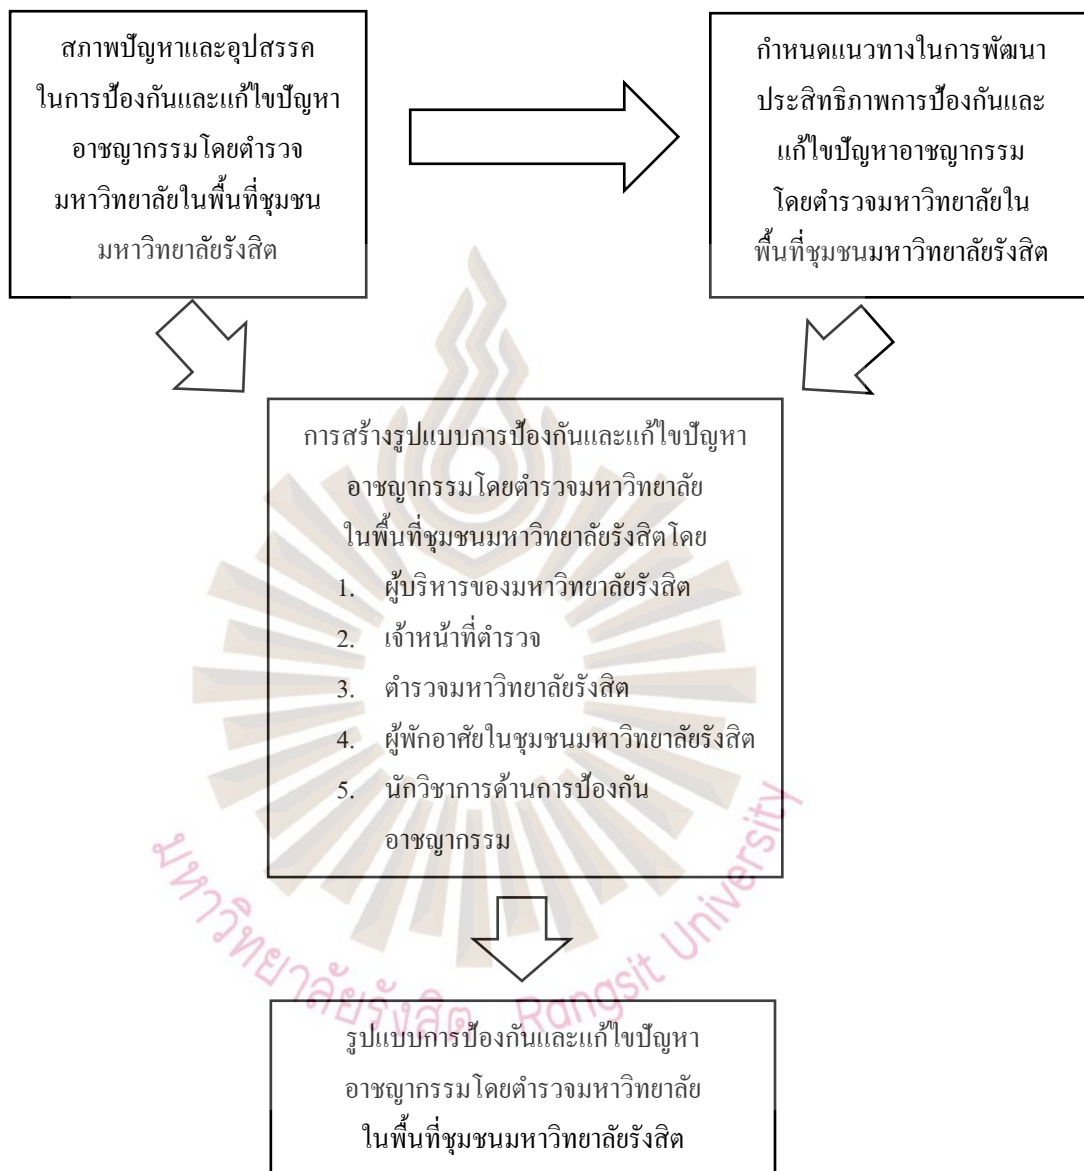 สภาพปัญหาและอุปสรรค
ในการป้องกันและแก้ไขปัญหา
อาชญากรรมโดยตำรวจ
มหาวิทยาลัยในพื้นที่ชุมชน
มหาวิทยาลัยรังสิต
กำหนดแนวทางในการพัฒนา
ประสิทธิภาพการป้องกันและ
แก้ไขปัญหาอาชญากรรม
โดยตำรวจมหาวิทยาลัยใน
พื้นที่ชุมชนมหาวิทยาลัยรังสิต
การสร้างรูปแบบการป้องกันและแก้ไขปัญหา
อาชญากรรมโดยตำรวจมหาวิทยาลัย
ในพื้นที่ชุมชนมหาวิทยาลัยรังสิตโดย
1. ผู้บริหารของมหาวิทยาลัยรังสิต
2. เจ้าหน้าที่ตำรวจ
3. ตำรวจมหาวิทยาลัยรังสิต
4. ผู้พักอาศัยในชุมชนมหาวิทยาลัยรังสิต
5. นักวิชาการด้านการป้องกัน
อาชญากรรม
มหาวิทยาลัยรังสิต Rangsit University
รูปแบบการป้องกันและแก้ไขปัญหา
อาชญากรรมโดยตำรวจมหาวิทยาลัย
ในพื้นที่ชุมชนมหาวิทยาลัยรังสิต